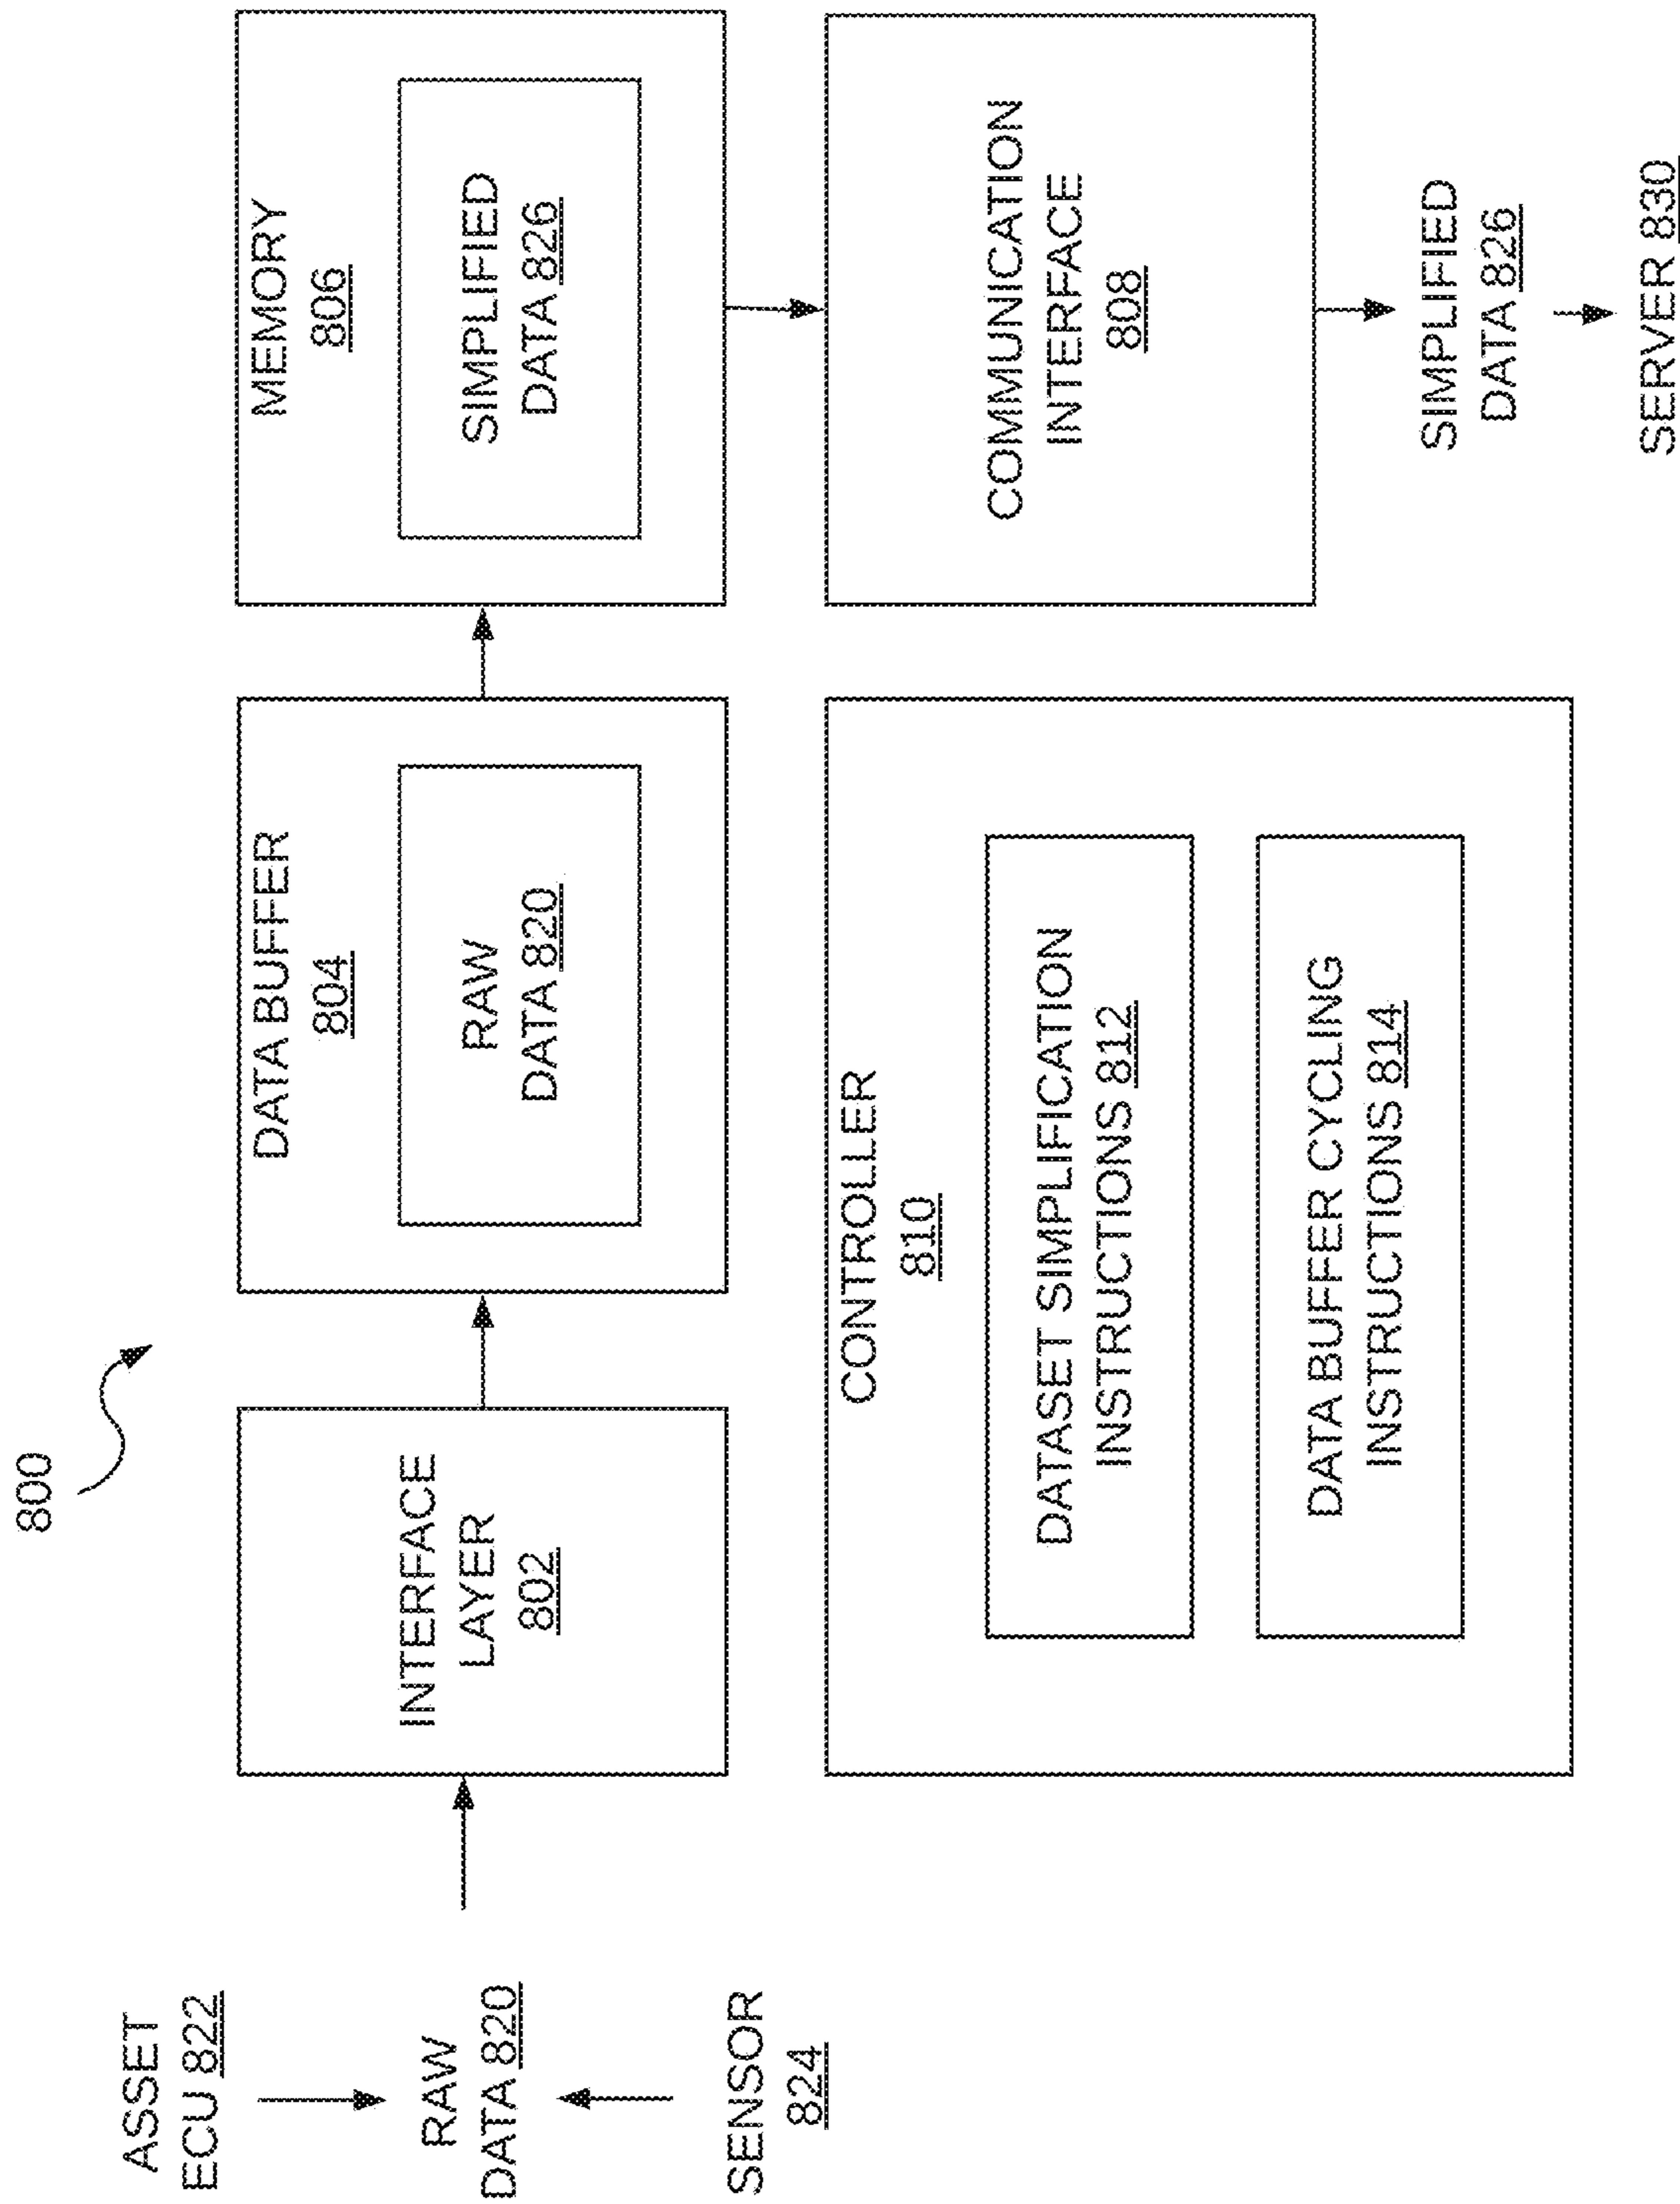 800
ASSET
ECU 822
RAW
DATA 820
SENSOR
824
INTERFACE
LAYER
802
DATA BUFFER
804
RAW
DATA 820
MEMORY
806
SIMPLIFIED
DATA 826
CONTROLLER
810
DATASET SIMPLIFICATION
INSTRUCTIONS 812
DATA BUFFER CYCLING
INSTRUCTIONS 814
COMMUNICATION
INTERFACE
808
SIMPLIFIED
DATA 826
SERVER 830